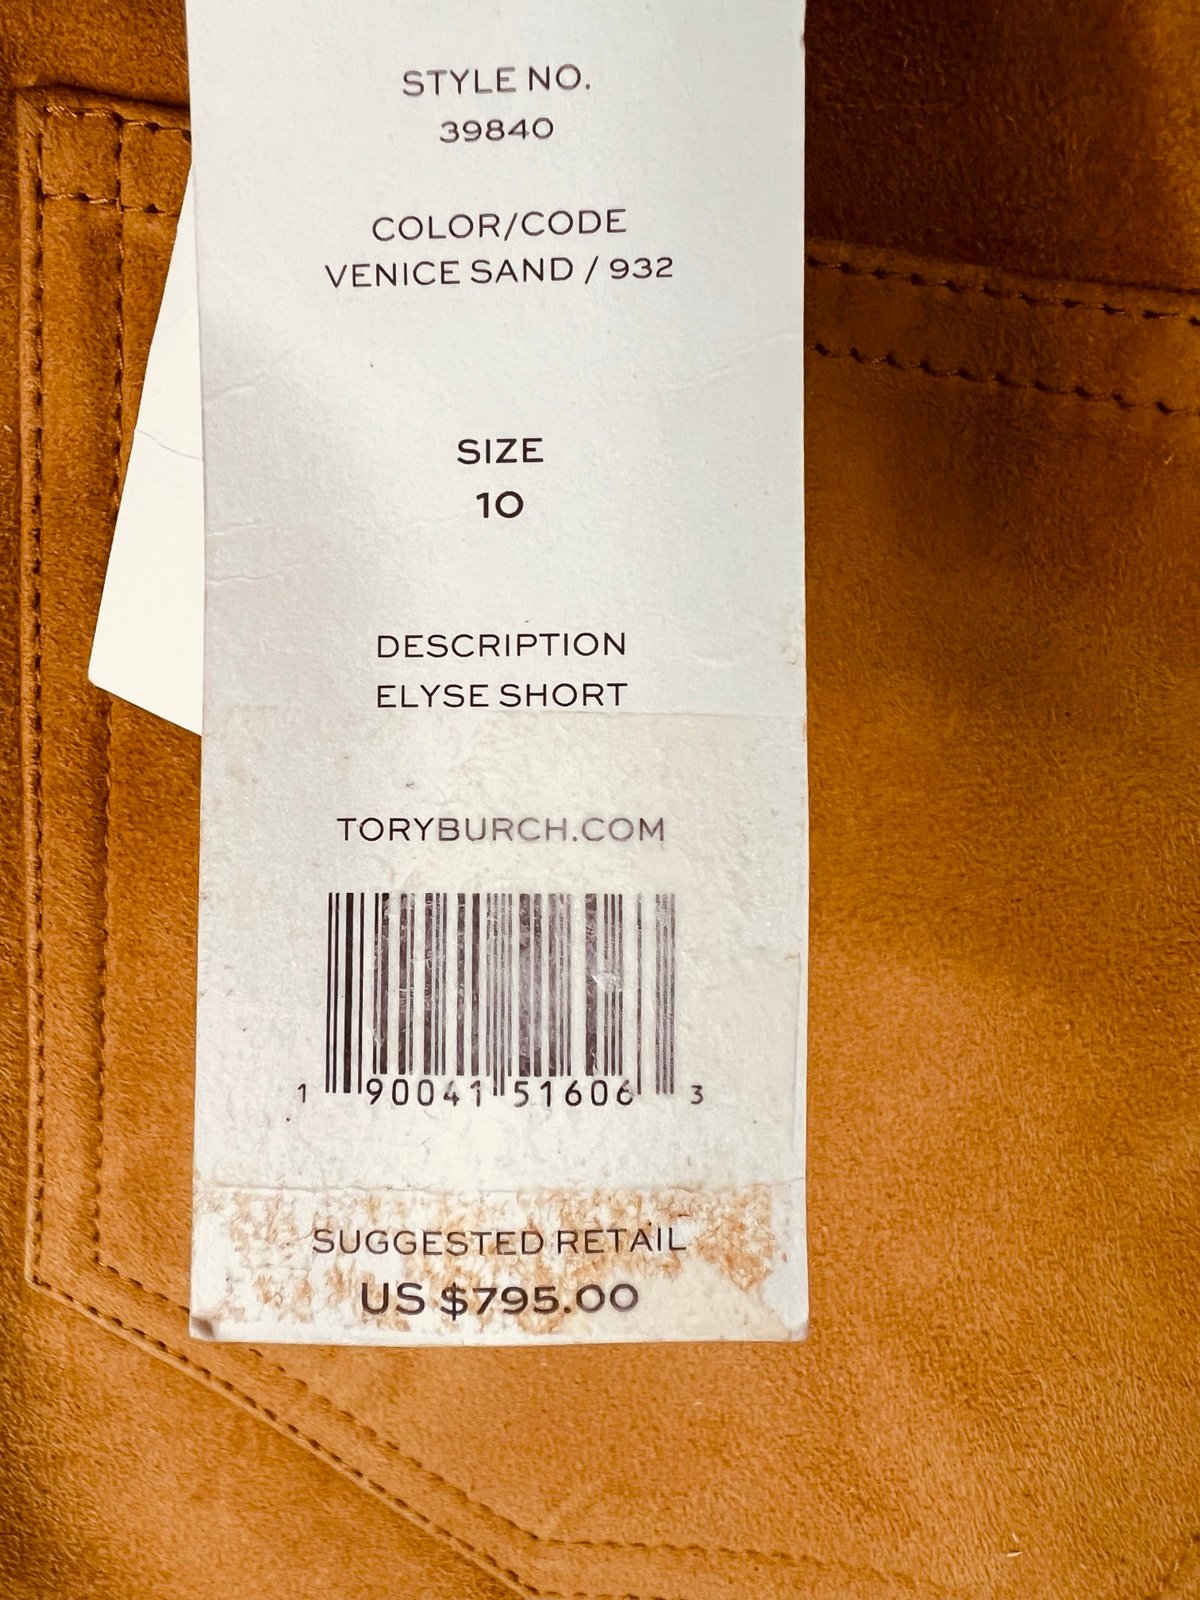 STYLE NO.
39840
COLOR/CODE
VENICE SAND / 932
SIZE
10
DESCRIPTION
ELYSE SHORT
TORYBURCH.COM
1 90041 51606 3
SUGGESTED RETAIL
US $795.00